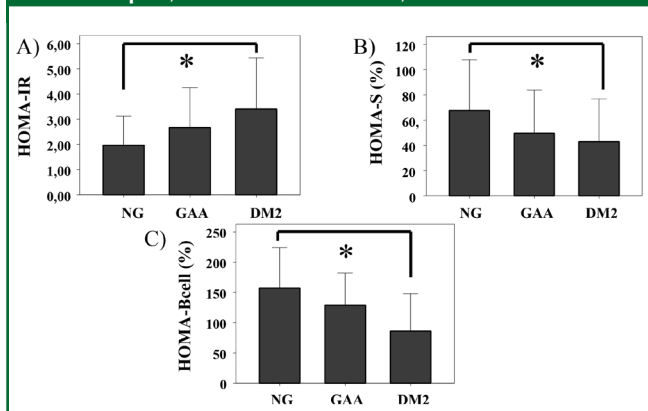 A)
HOMA-IR
6,00
5,00
4,00
3,00
2,00
1,00
0,00
*
NG GAA DM2
B)
HOMA-S (%)
120
100
80
60,
40
20
0
*
NG GAA DM2
C)
HOMA-Bcell (%)
250
200
150
100
50
0
*
NG GAA DM2